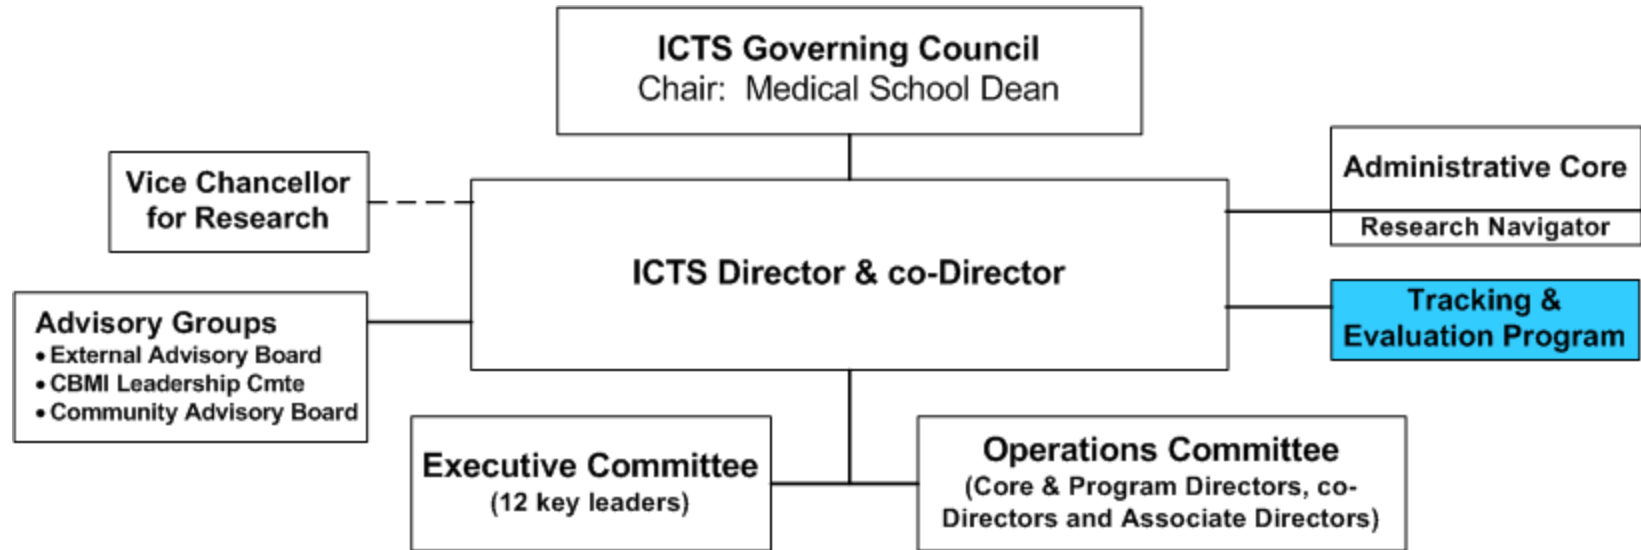 ICTS Governing Council
Chair: Medical School Dean
Vice Chancellor
for Research
ICTS Director & co-Director
Administrative Core
Research Navigator
Tracking &
Evaluation Program
Advisory Groups
• External Advisory Board
• CBMI Leadership Cmte
• Community Advisory Board
Executive Committee
(12 key leaders)
Operations Committee
(Core & Program Directors, co-
Directors and Associate Directors)